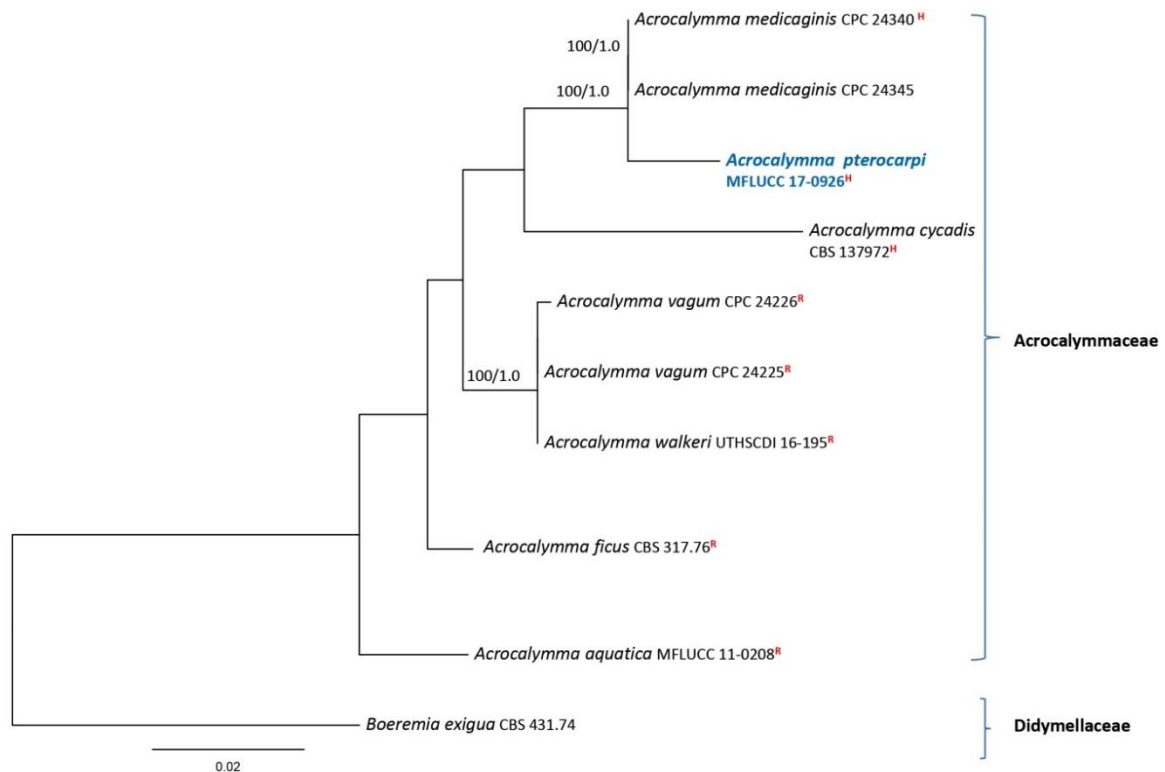 Acrocalymma medicaginis CPC 24340 H
100/1.0
100/1.0
Acrocalymma medicaginis CPC 24345
Acrocalymma pterocarpi
MFLUCC 17-0926H
Acrocalymma cycadis
CBS 137972H
Acrocalymma vagum CPC 24226R
Acrocalymmaceae
100/1.0
Acrocalymma vagum CPC 24225R
Acrocalymma walkeri UTHSCDI 16-195R
Acrocalymma ficus CBS 317.76R
Acrocalymma aquatica MFLUCC 11-0208R
Boeremia exigua CBS 431.74
Didymellaceae
0.02